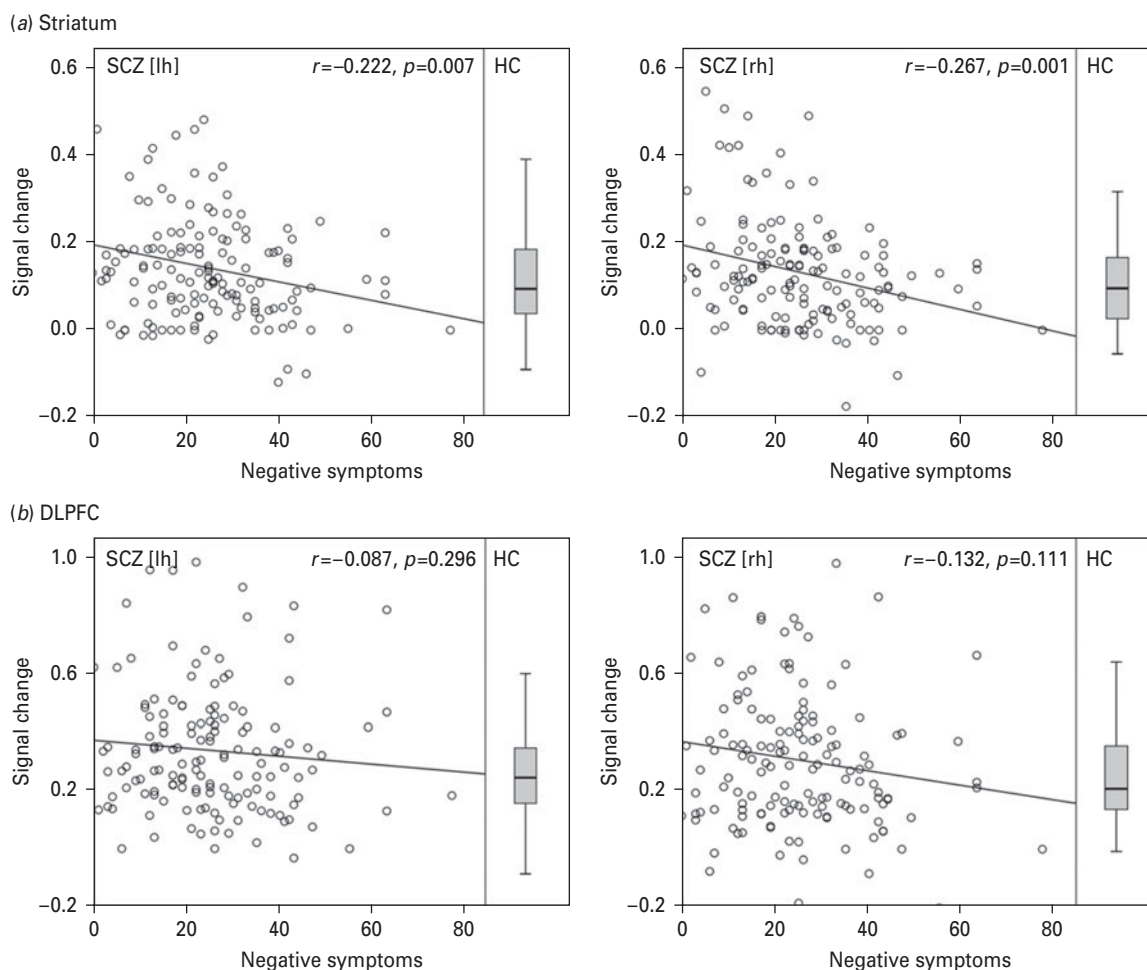 (a) Striatum
SCZ [lh] r=−0.222, p=0.007 HC
SCZ [rh] r=−0.267, p=0.001 HC
0.6
0.4
0.2
0.0
−0.2
Signal change
0 20 40 60 80
Negative symptoms
0.6
0.4
0.2
0.0
−0.2
Signal change
0 20 40 60 80
Negative symptoms
(b) DLPFC
SCZ [lh] r=−0.087, p=0.296 HC
SCZ [rh] r=−0.132, p=0.111 HC
1.0
0.6
0.2
−0.2
Signal change
0 20 40 60 80
Negative symptoms
1.0
0.6
0.2
−0.2
Signal change
0 20 40 60 80
Negative symptoms